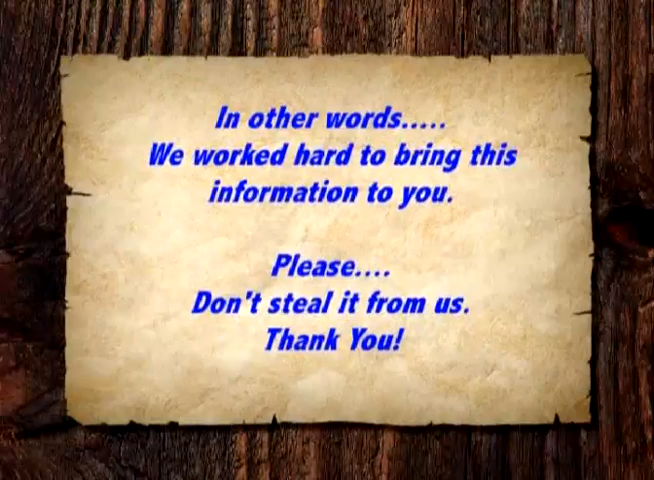 In other words.....
We worked hard to bring this
information to you.
Please....
Don't steal it from us.
Thank You!